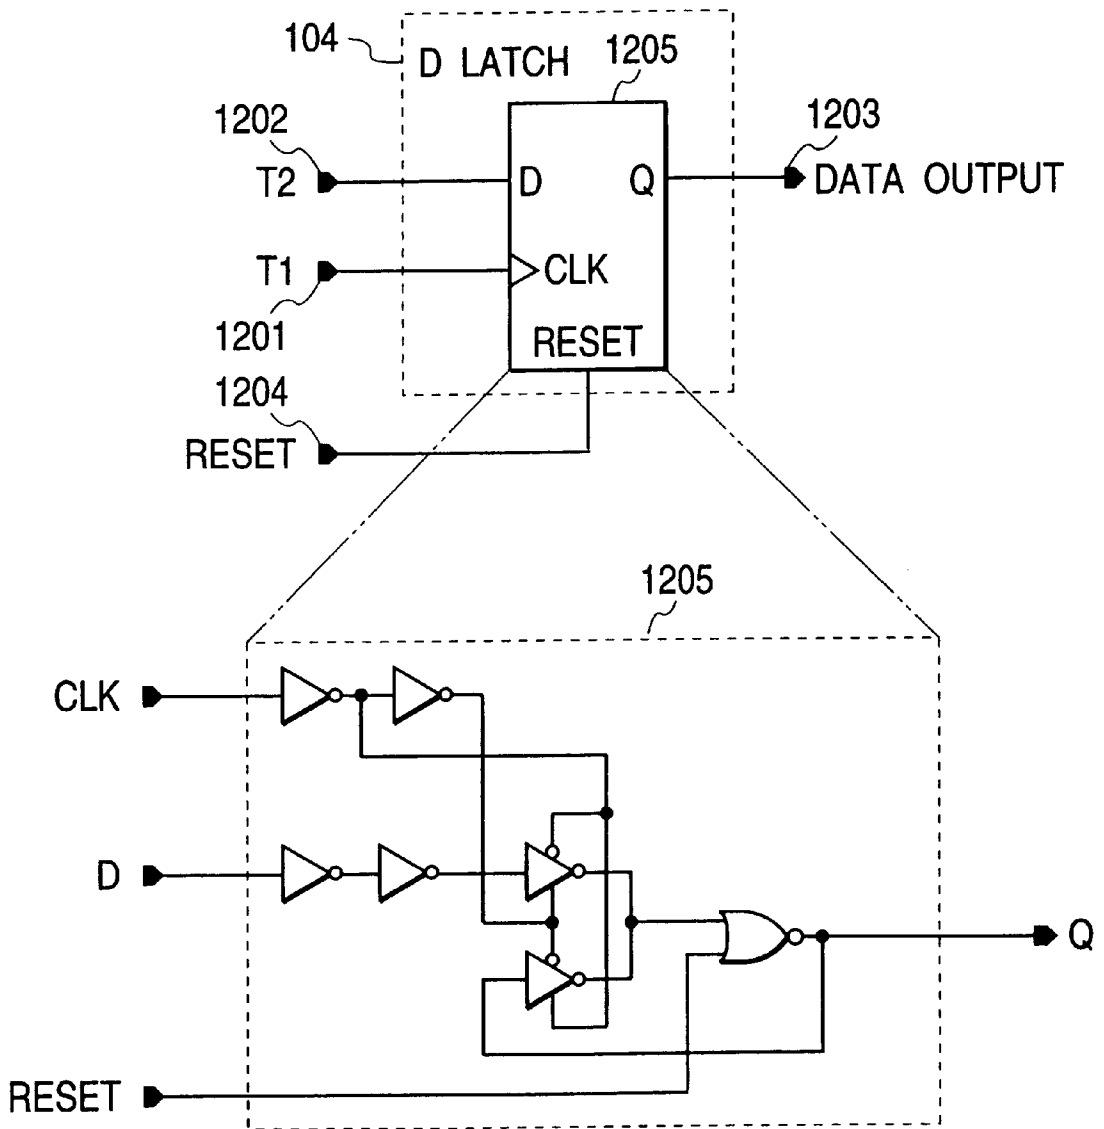 104
D LATCH
1205
1202
1203
T2
D
Q
DATA OUTPUT
T1
CLK
1201
RESET
1204
RESET
1205
CLK
D
Q
RESET